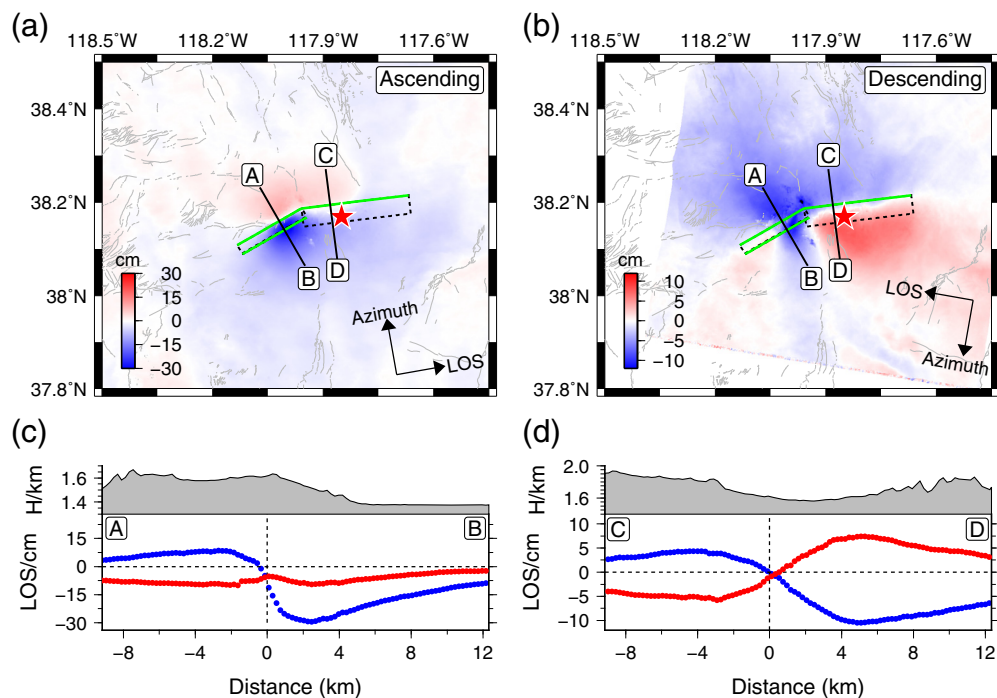 (a)
118.5˚W 118.2˚W 117.9˚W 117.6˚W
Ascending
38.4˚N
38.2˚N
38˚N
37.8˚N
A
C
B
D
cm
30
15
0
−15
−30
Azimuth
LOS
(b)
118.5˚W 118.2˚W 117.9˚W 117.6˚W
Descending
38.4˚N
38.2˚N
38˚N
37.8˚N
A
C
B
D
cm
10
5
0
−5
−10
LOS
Azimuth
(c)
H/km
1.6
1.4
A
B
LOS/cm
15
0
−15
−30
−8 −4 0 4 8 12
Distance (km)
(d)
H/km
2.0
1.6
C
D
LOS/cm
10
5
0
−5
−10
−8 −4 0 4 8 12
Distance (km)